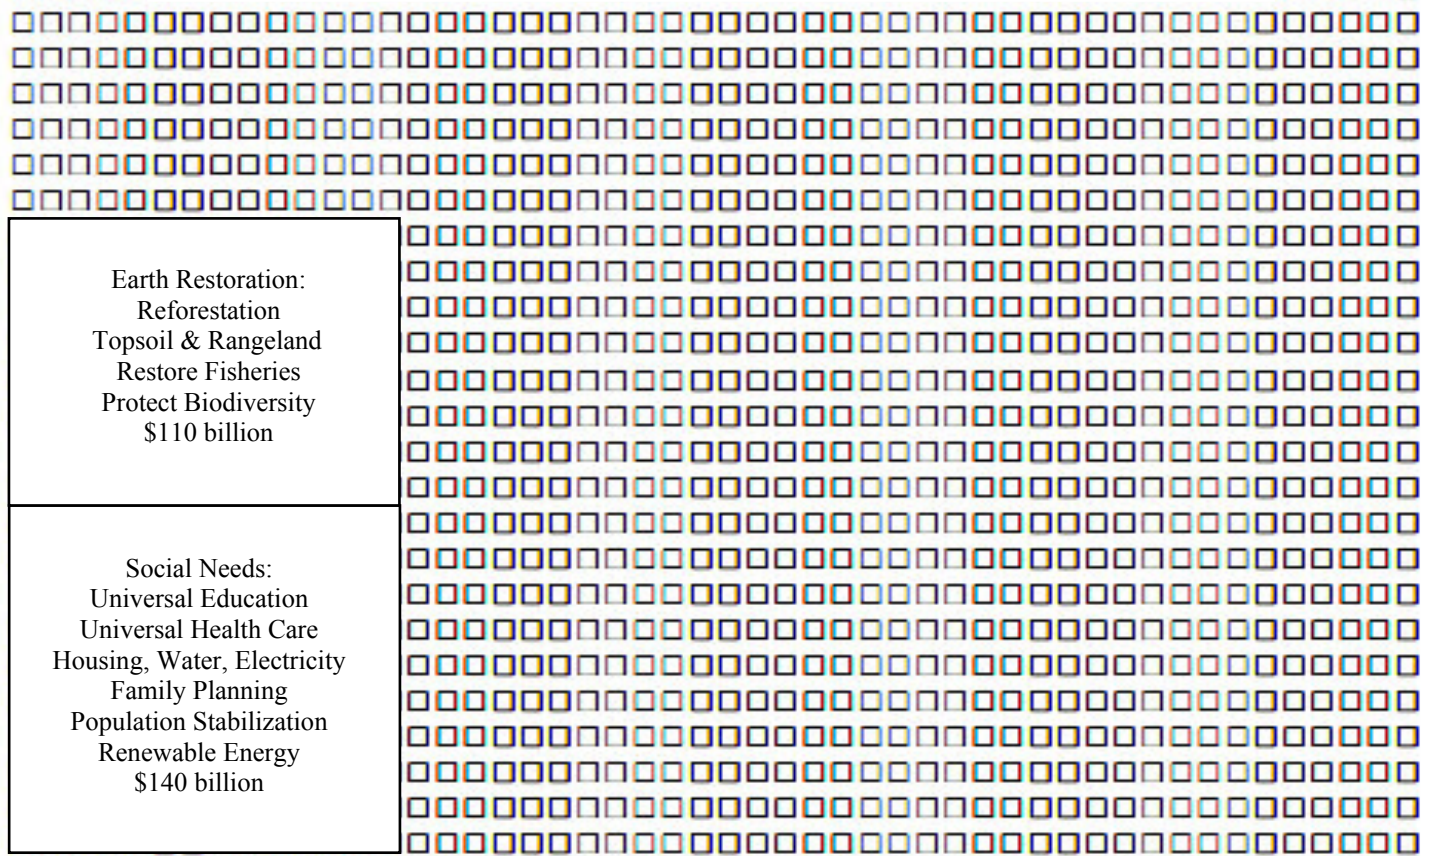 Earth Restoration:
Reforestation
Topsoil & Rangeland
Restore Fisheries
Protect Biodiversity
$110 billion
Social Needs:
Universal Education
Universal Health Care
Housing, Water, Electricity
Family Planning
Population Stabilization
Renewable Energy
$140 billion